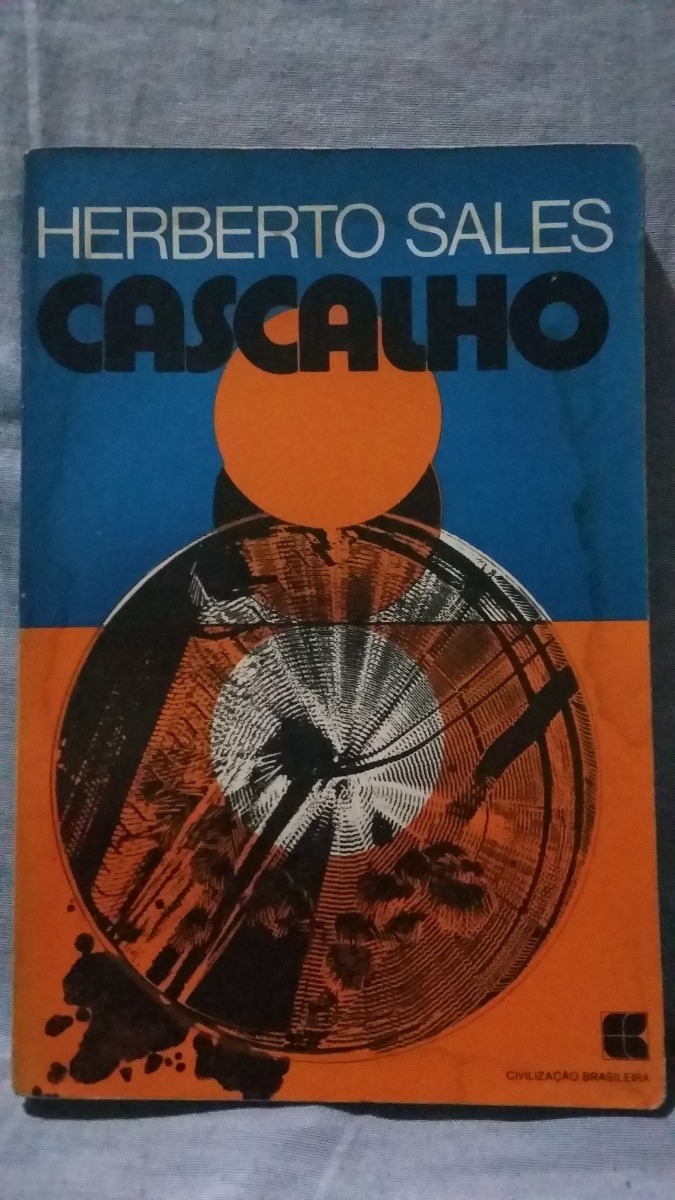 HERBERTO SALES
CASCALHO
CIVILIZAÇÃO BRASILEIRA